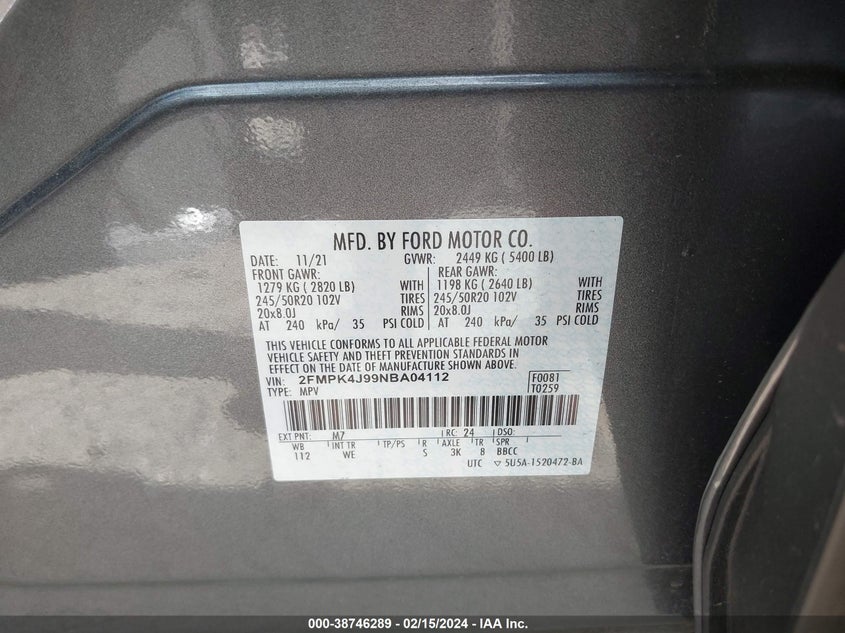 MFD. BY FORD MOTOR CO.
DATE: 11/21 GVWR: 2449 KG ( 5400 LB)
FRONT GAWR: REAR GAWR:
1279 KG ( 2820 LB) WITH 1198 KG ( 2640 LB) WITH
245/50R20 102V TIRES 245/50R20 102V TIRES
20x8.0J RIMS 20x8.0J RIMS
AT 240 kPa/ 35 PSI COLD AT 240 kPa/ 35 PSI COLD
THIS VEHICLE CONFORMS TO ALL APPLICABLE FEDERAL MOTOR
VEHICLE SAFETY AND THEFT PREVENTION STANDARDS IN
EFFECT ON THE DATE OF MANUFACTURE SHOWN ABOVE.
VIN: 2FMPK4J99NBA04112 F0081
TYPE: MPV T0259
EXT PNT: M7 RC: 24 DSO:
WB INT TR TP/PS R AXLE TR SPR
112 WE S 3K 8 BBCC
UTC ▽ 5U5A-1520472-BA
000-38746289 - 02/15/2024 - IAA Inc.